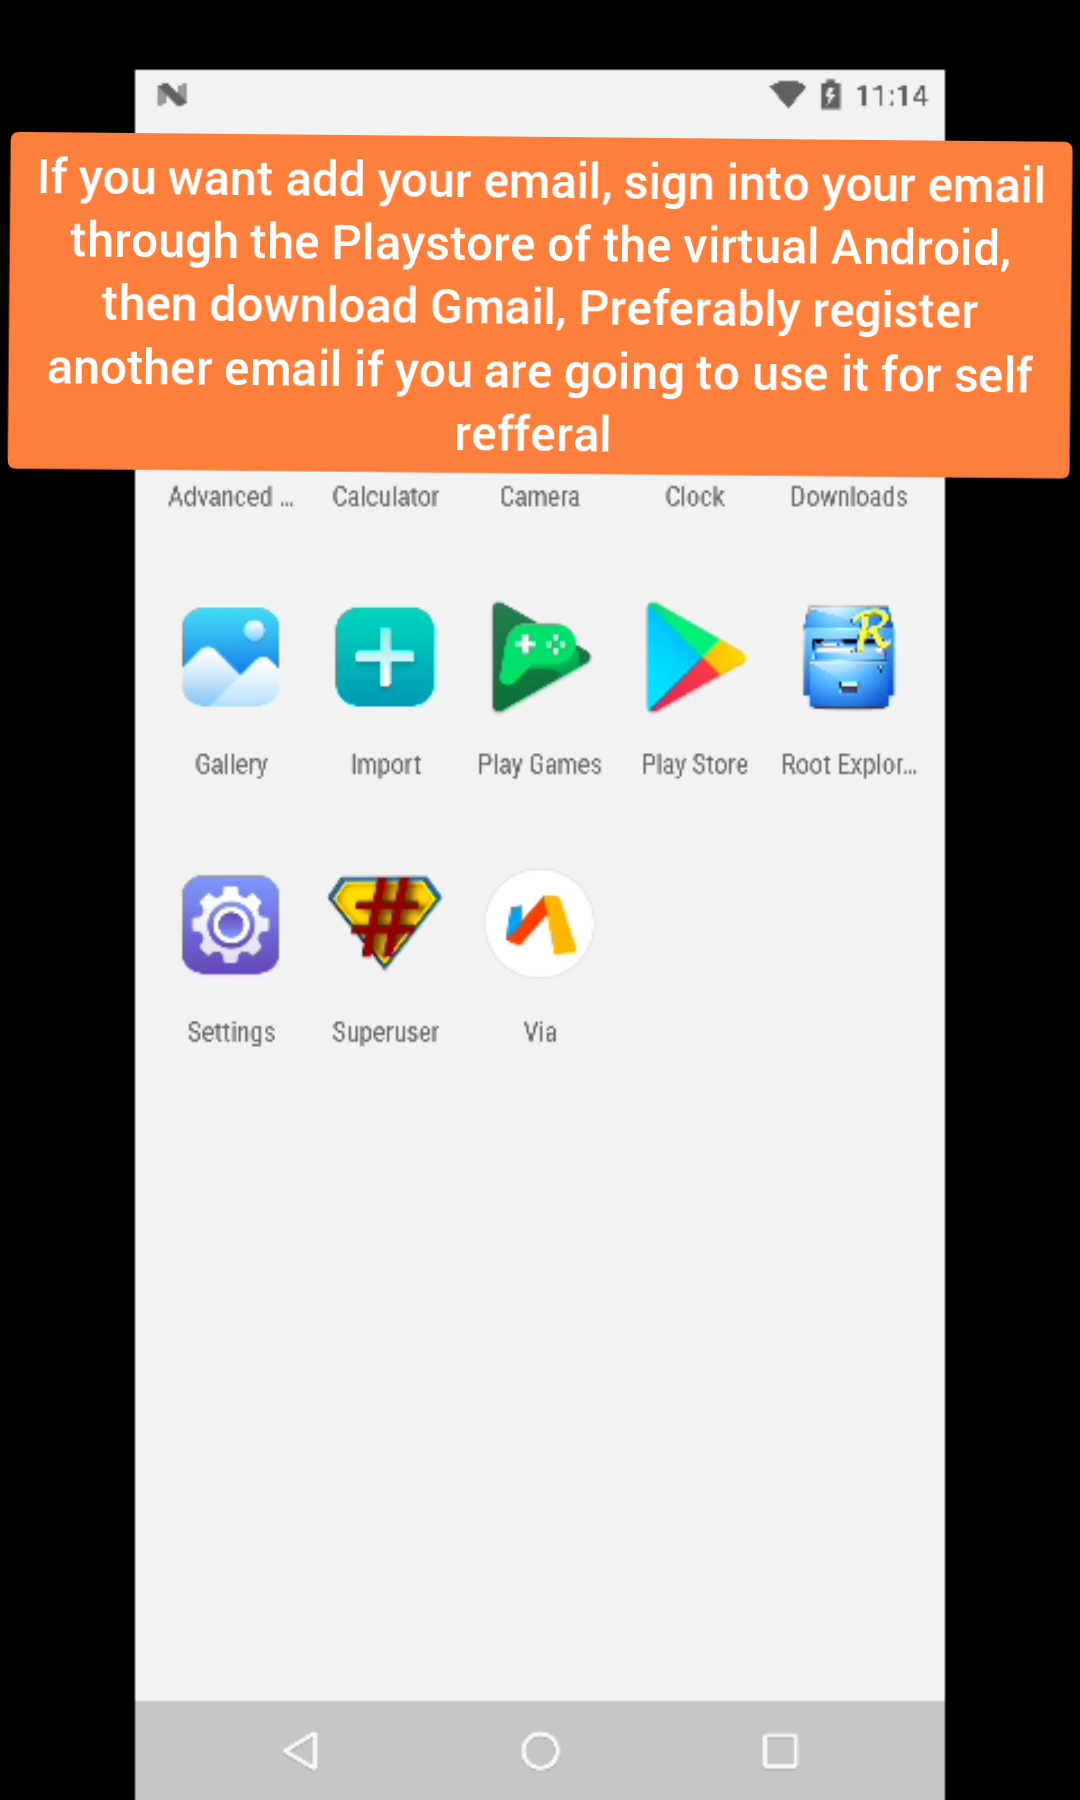 11:14
If you want add your email, sign into your email
through the Playstore of the virtual Android,
then download Gmail, Preferably register
another email if you are going to use it for self
refferal
Advanced ... Calculator Camera Clock Downloads
Gallery Import Play Games Play Store Root Explor...
Settings Superuser Via